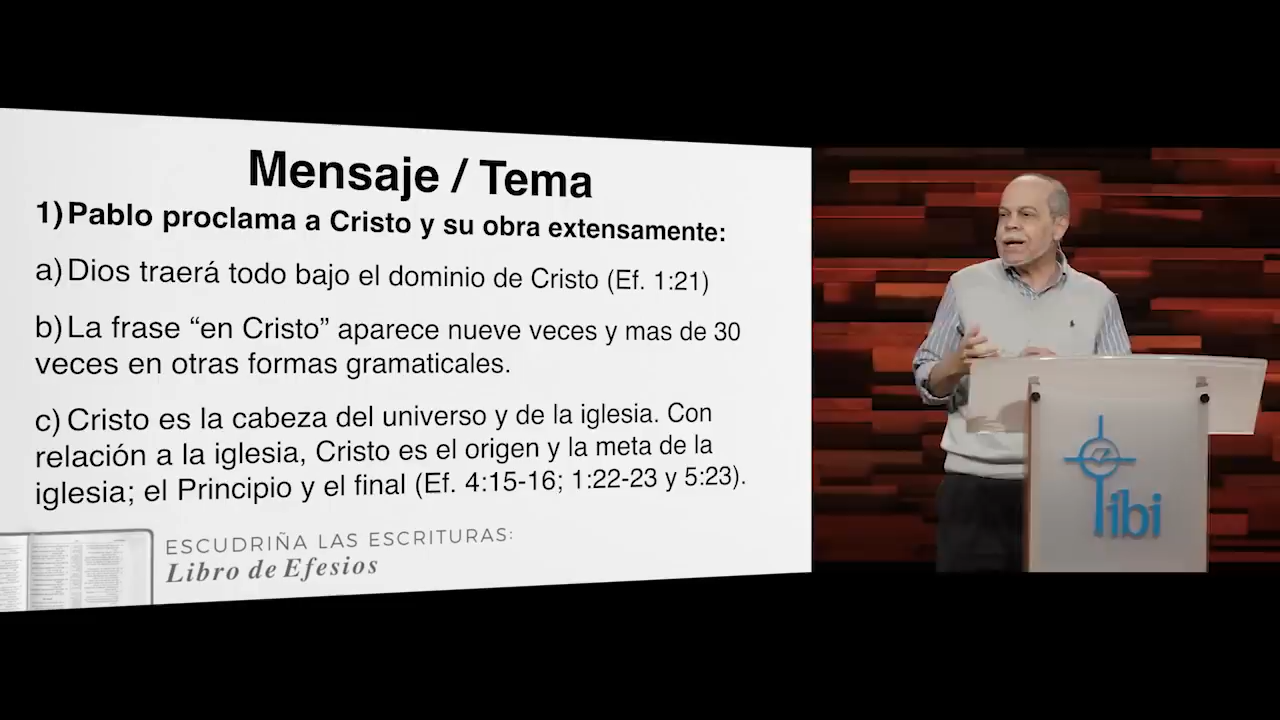 Mensaje / Tema
1) Pablo proclama a Cristo y su obra extensamente:
a) Dios traerá todo bajo el dominio de Cristo (Ef. 1:21)
b) La frase “en Cristo” aparece nueve veces y mas de 30
veces en otras formas gramaticales.
c) Cristo es la cabeza del universo y de la iglesia. Con
relación a la iglesia, Cristo es el origen y la meta de la
iglesia; el Principio y el final (Ef. 4:15-16; 1:22-23 y 5:23).
ESCUDRIÑA LAS ESCRITURAS:
Libro de Efesios
ibi